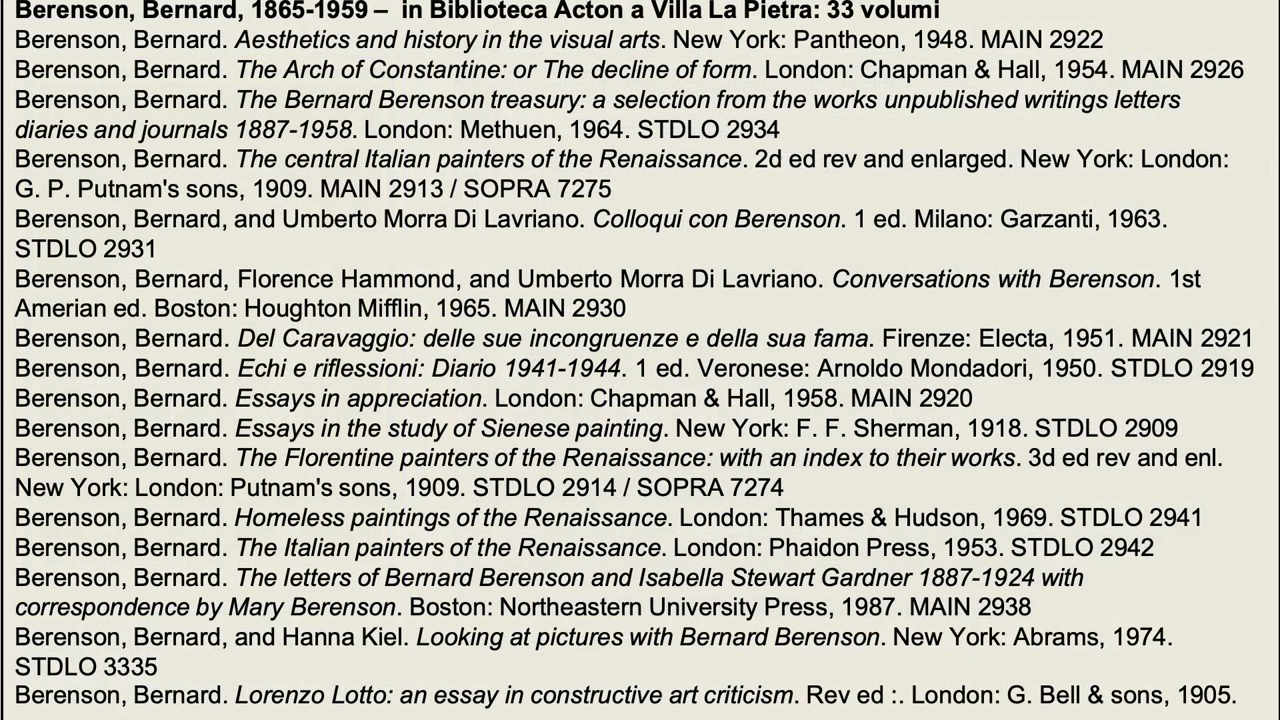 Berenson, Bernard, 1865-1959 – in Biblioteca Acton a Villa La Pietra: 33 volumi
Berenson, Bernard. Aesthetics and history in the visual arts. New York: Pantheon, 1948. MAIN 2922
Berenson, Bernard. The Arch of Constantine: or The decline of form. London: Chapman & Hall, 1954. MAIN 2926
Berenson, Bernard. The Bernard Berenson treasury: a selection from the works unpublished writings letters
diaries and journals 1887-1958. London: Methuen, 1964. STDLO 2934
Berenson, Bernard. The central Italian painters of the Renaissance. 2d ed rev and enlarged. New York: London:
G. P. Putnam's sons, 1909. MAIN 2913 / SOPRA 7275
Berenson, Bernard, and Umberto Morra Di Lavriano. Colloqui con Berenson. 1 ed. Milano: Garzanti, 1963.
STDLO 2931
Berenson, Bernard, Florence Hammond, and Umberto Morra Di Lavriano. Conversations with Berenson. 1st
Amerian ed. Boston: Houghton Mifflin, 1965. MAIN 2930
Berenson, Bernard. Del Caravaggio: delle sue incongruenze e della sua fama. Firenze: Electa, 1951. MAIN 2921
Berenson, Bernard. Echi e riflessioni: Diario 1941-1944. 1 ed. Veronese: Arnoldo Mondadori, 1950. STDLO 2919
Berenson, Bernard. Essays in appreciation. London: Chapman & Hall, 1958. MAIN 2920
Berenson, Bernard. Essays in the study of Sienese painting. New York: F. F. Sherman, 1918. STDLO 2909
Berenson, Bernard. The Florentine painters of the Renaissance: with an index to their works. 3d ed rev and enl.
New York: London: Putnam's sons, 1909. STDLO 2914 / SOPRA 7274
Berenson, Bernard. Homeless paintings of the Renaissance. London: Thames & Hudson, 1969. STDLO 2941
Berenson, Bernard. The Italian painters of the Renaissance. London: Phaidon Press, 1953. STDLO 2942
Berenson, Bernard. The letters of Bernard Berenson and Isabella Stewart Gardner 1887-1924 with
correspondence by Mary Berenson. Boston: Northeastern University Press, 1987. MAIN 2938
Berenson, Bernard, and Hanna Kiel. Looking at pictures with Bernard Berenson. New York: Abrams, 1974.
STDLO 3335
Berenson, Bernard. Lorenzo Lotto: an essay in constructive art criticism. Rev ed :. London: G. Bell & sons, 1905.